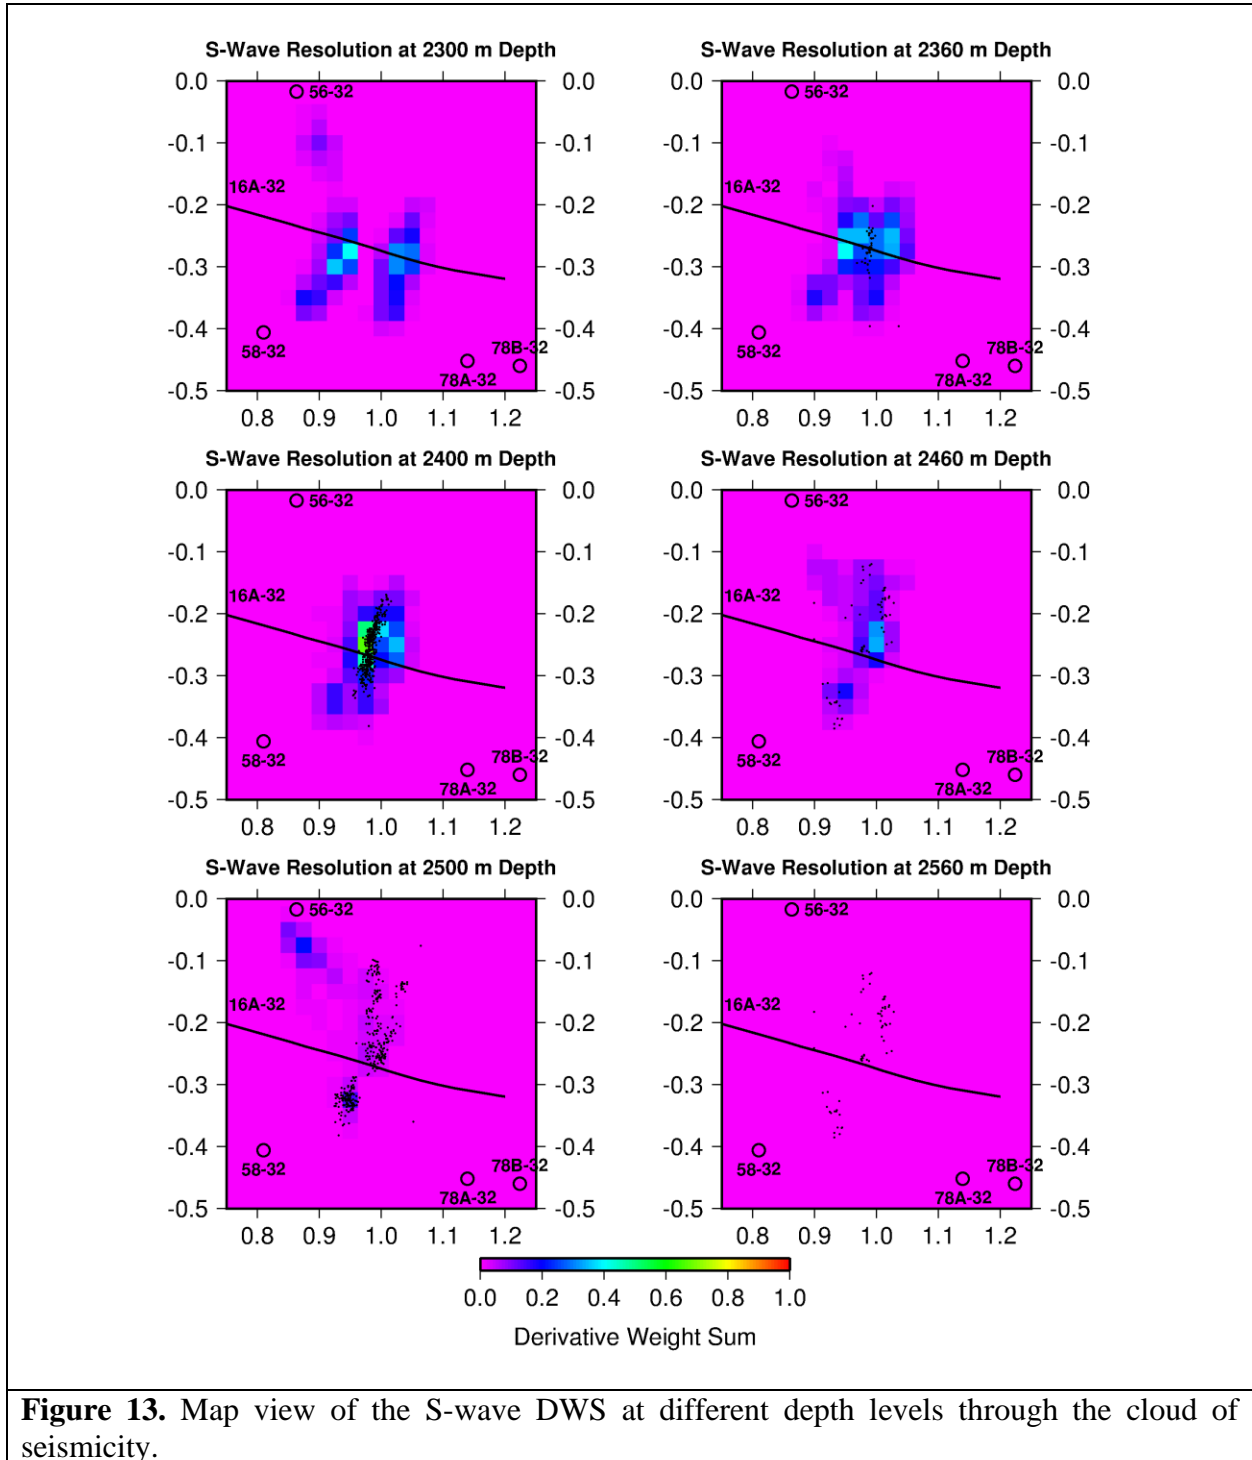 S-Wave Resolution at 2300 m Depth
0.0 -0.1 -0.2 -0.3 -0.4 -0.5
56-32
16A-32
58-32
78A-32
78B-32
0.0 -0.1 -0.2 -0.3 -0.4 -0.5
0.8 0.9 1.0 1.1 1.2
S-Wave Resolution at 2360 m Depth
0.0 -0.1 -0.2 -0.3 -0.4 -0.5
56-32
16A-32
58-32
78A-32
78B-32
0.0 -0.1 -0.2 -0.3 -0.4 -0.5
0.8 0.9 1.0 1.1 1.2
S-Wave Resolution at 2400 m Depth
0.0 -0.1 -0.2 -0.3 -0.4 -0.5
56-32
16A-32
58-32
78A-32
78B-32
0.0 -0.1 -0.2 -0.3 -0.4 -0.5
0.8 0.9 1.0 1.1 1.2
S-Wave Resolution at 2460 m Depth
0.0 -0.1 -0.2 -0.3 -0.4 -0.5
56-32
16A-32
58-32
78A-32
78B-32
0.0 -0.1 -0.2 -0.3 -0.4 -0.5
0.8 0.9 1.0 1.1 1.2
S-Wave Resolution at 2500 m Depth
0.0 -0.1 -0.2 -0.3 -0.4 -0.5
56-32
16A-32
58-32
78A-32
78B-32
0.0 -0.1 -0.2 -0.3 -0.4 -0.5
0.8 0.9 1.0 1.1 1.2
S-Wave Resolution at 2560 m Depth
0.0 -0.1 -0.2 -0.3 -0.4 -0.5
56-32
16A-32
58-32
78A-32
78B-32
0.0 -0.1 -0.2 -0.3 -0.4 -0.5
0.8 0.9 1.0 1.1 1.2
0.0 0.2 0.4 0.6 0.8 1.0
Derivative Weight Sum
Figure 13. Map view of the S-wave DWS at different depth levels through the cloud of
seismicity.